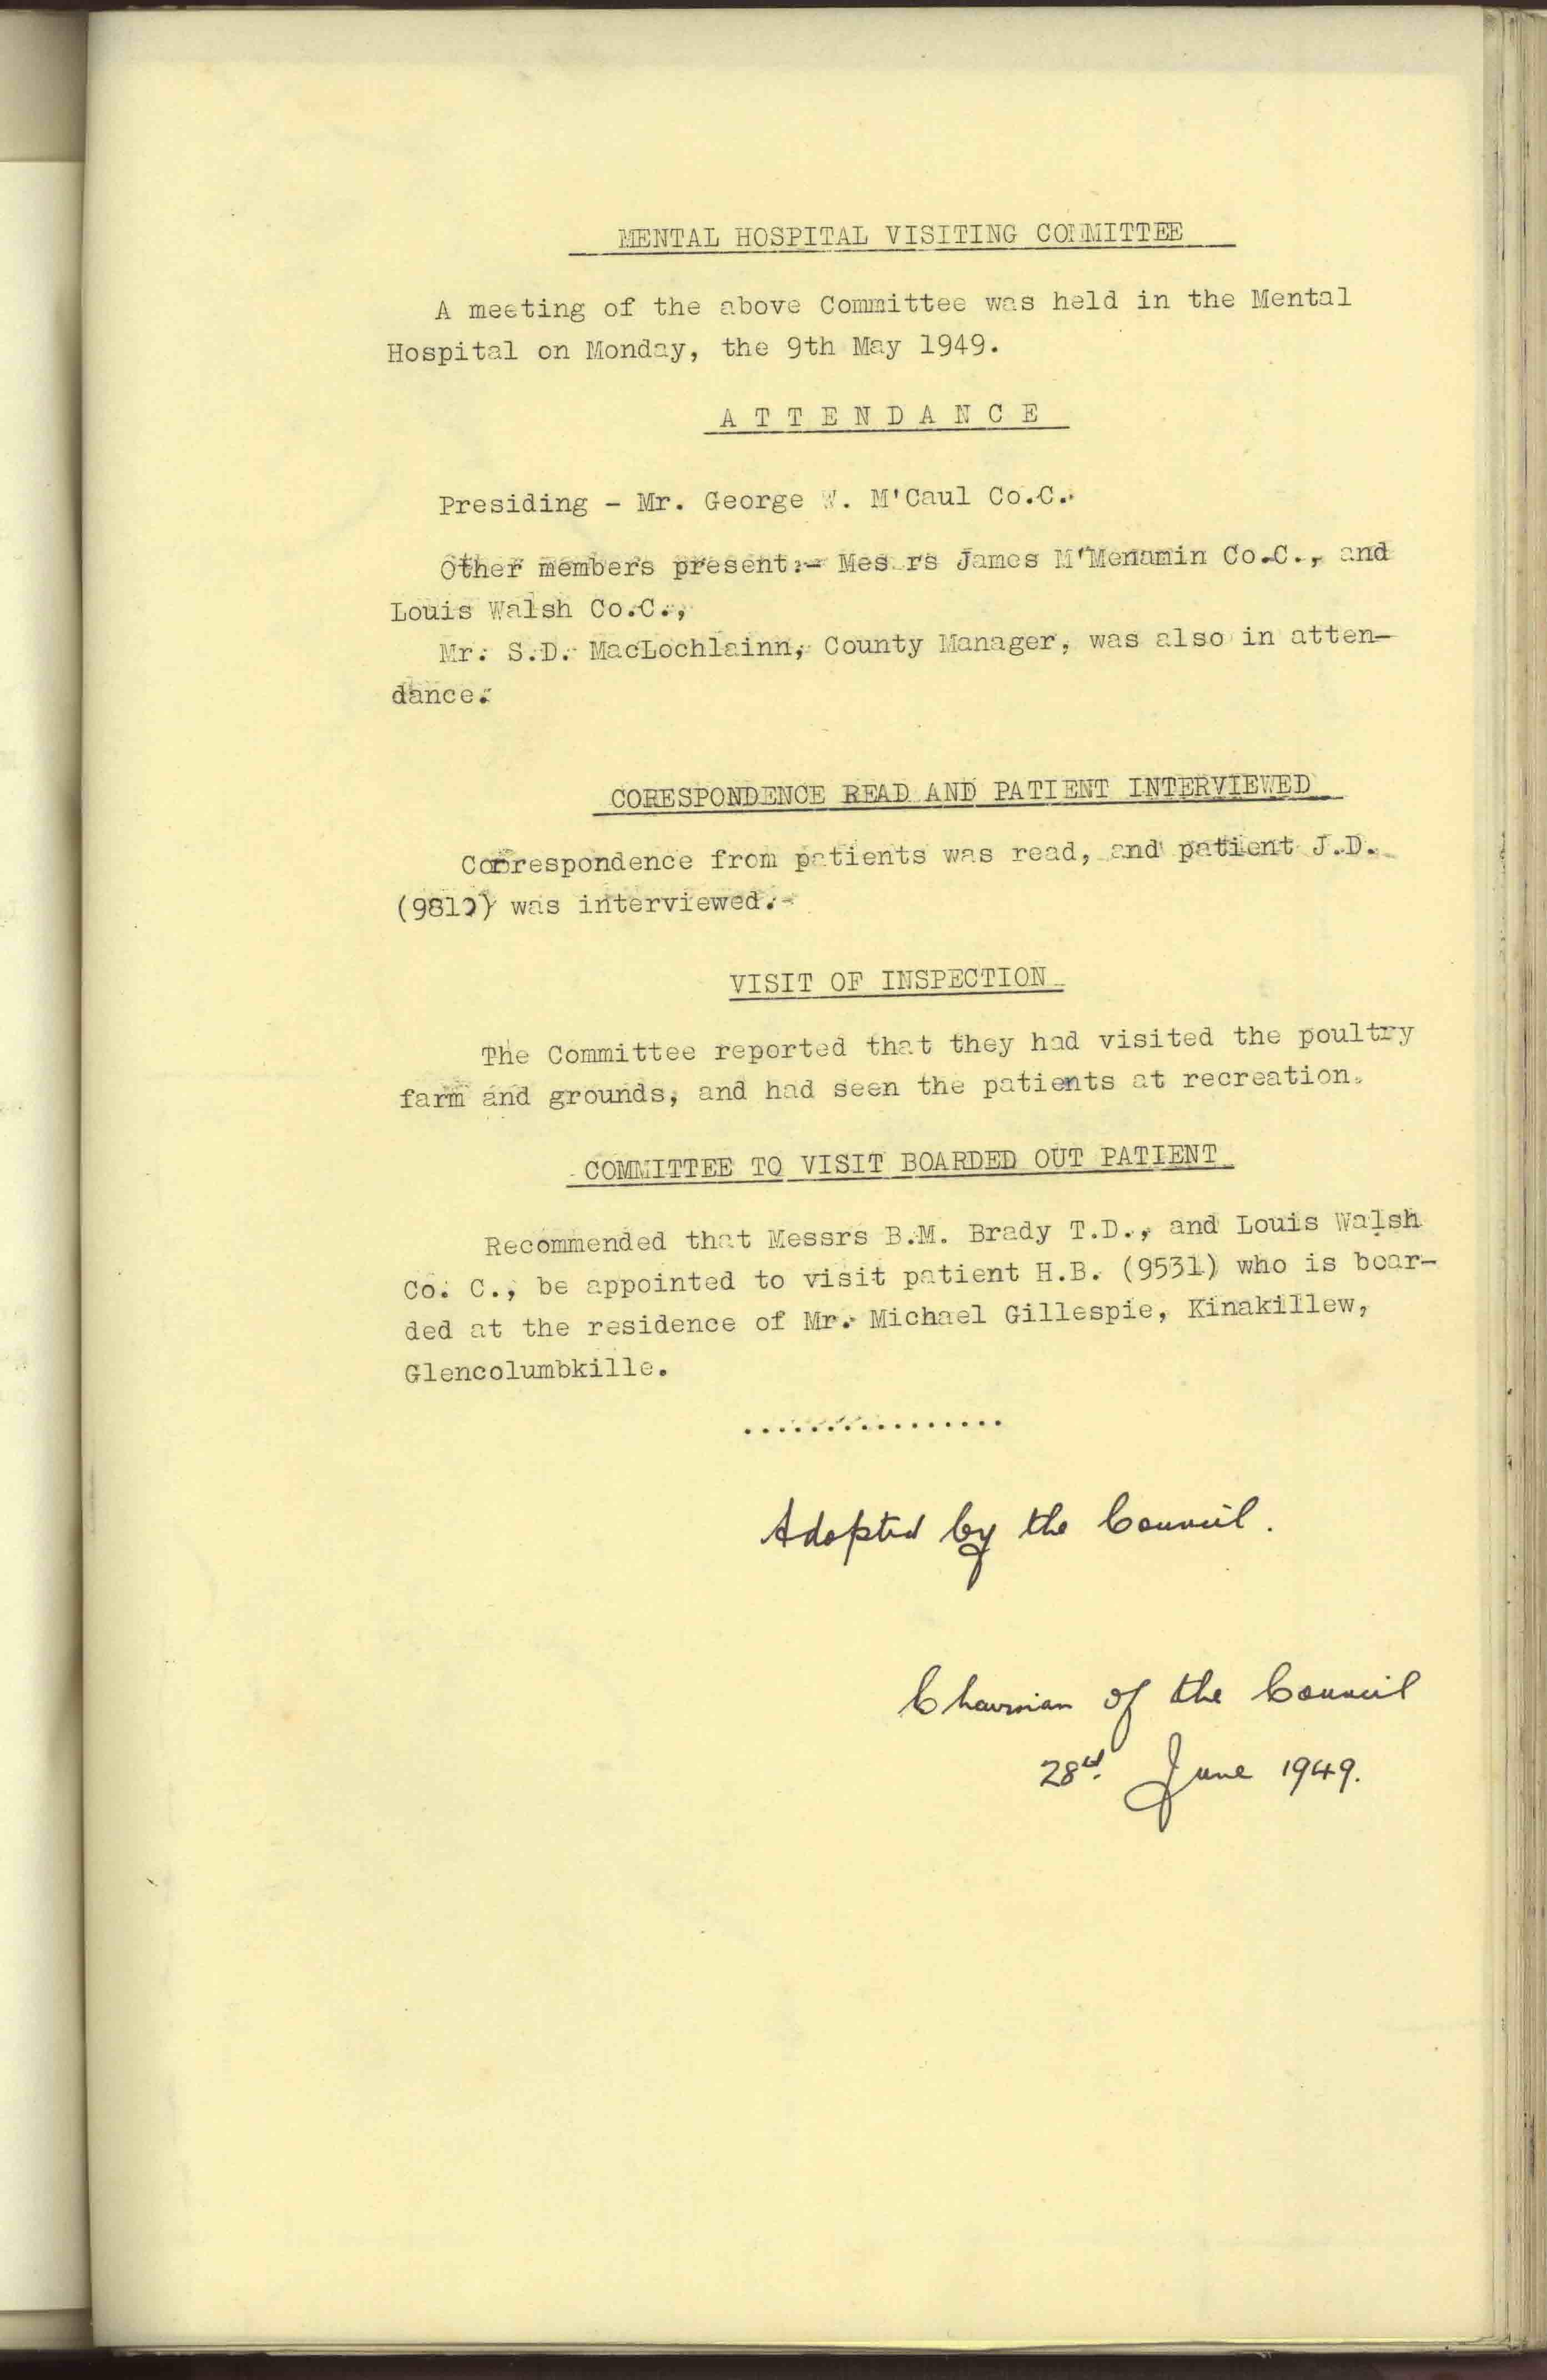 MENTAL HOSPITAL VISITING COMMITTEE
A meeting of the above Committee was held in the Mental
Hospital on Monday, the 9th May 1949.
A T T E N D A N C E
Presiding - Mr. George W. M'Caul Co.C.
Other members present:- Mes rs James M'Menamin Co.C., and
Louis Walsh Co.C.,
Mr. S.D. MacLochlainn, County Manager, was also in atten-
dance.
CORESPONDENCE READ AND PATIENT INTERVIEWED
Correspondence from patients was read, and patient J.D.
was interviewed.-
VISIT OF INSPECTION
The Committee reported that they had visited the poultry
farm and grounds, and had seen the patients at recreation.
COMMITTEE TO VISIT BOARDED OUT PATIENT
Recommended that Messrs B.M. Brady T.D., and Louis Walsh
Co. C., be appointed to visit patient H.B. (9531) who is boar-
ded at the residence of Mr. Michael Gillespie, Kinakillew,
Glencolumbkille.
................
Adopted by the Council.
Chairman of the Council
28th June 1949.